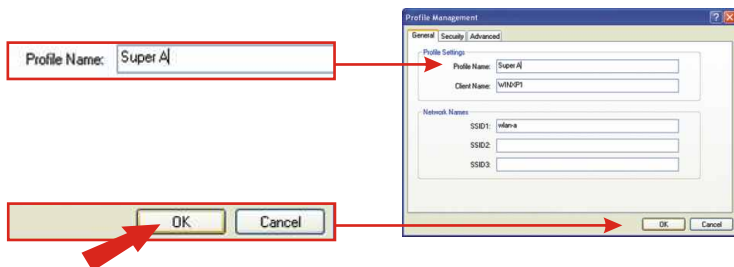 Profile Name: Super A
OK Cancel
Profile Management
General Security Advanced
Profile Settings
Profile Name: Super A
Client Name: WINXP1
Network Names
SSID1: wlan-a
SSID2:
SSID3:
OK Cancel